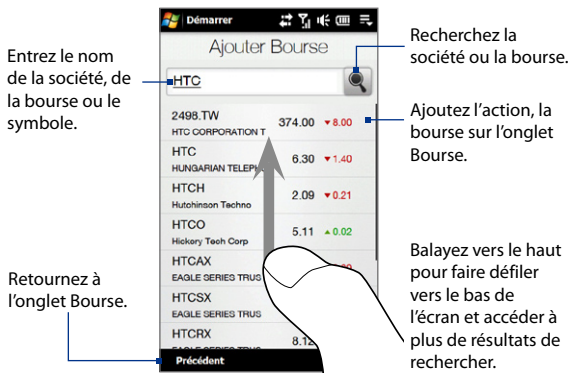 Démarrer
Ajouter Bourse
HTC
2498.TW
374.00 ▼8.00
HTC CORPORATION T
HTC
6.30 ▼1.40
HUNGARIAN TELEPH
HTCH
2.09 ▼0.21
Hutohinson Techno
HTCO
5.11 ▲0.02
Hickory Tech Corp
HTCAX
EAGLE SERIES TRUS
HTCSX
EAGLE SERIES TRUS
HTCRX
8.12
EAGLE SERIES TRUS
Précédent
Entrez le nom
de la société, de
la bourse ou le
symbole.
Retournez à
l’onglet Bourse.
Recherchez la
société ou la bourse.
Ajoutez l’action, la
bourse sur l’onglet
Bourse.
Balayez vers le haut
pour faire défiler
vers le bas de
l’écran et accéder à
plus de résultats de
rechercher.